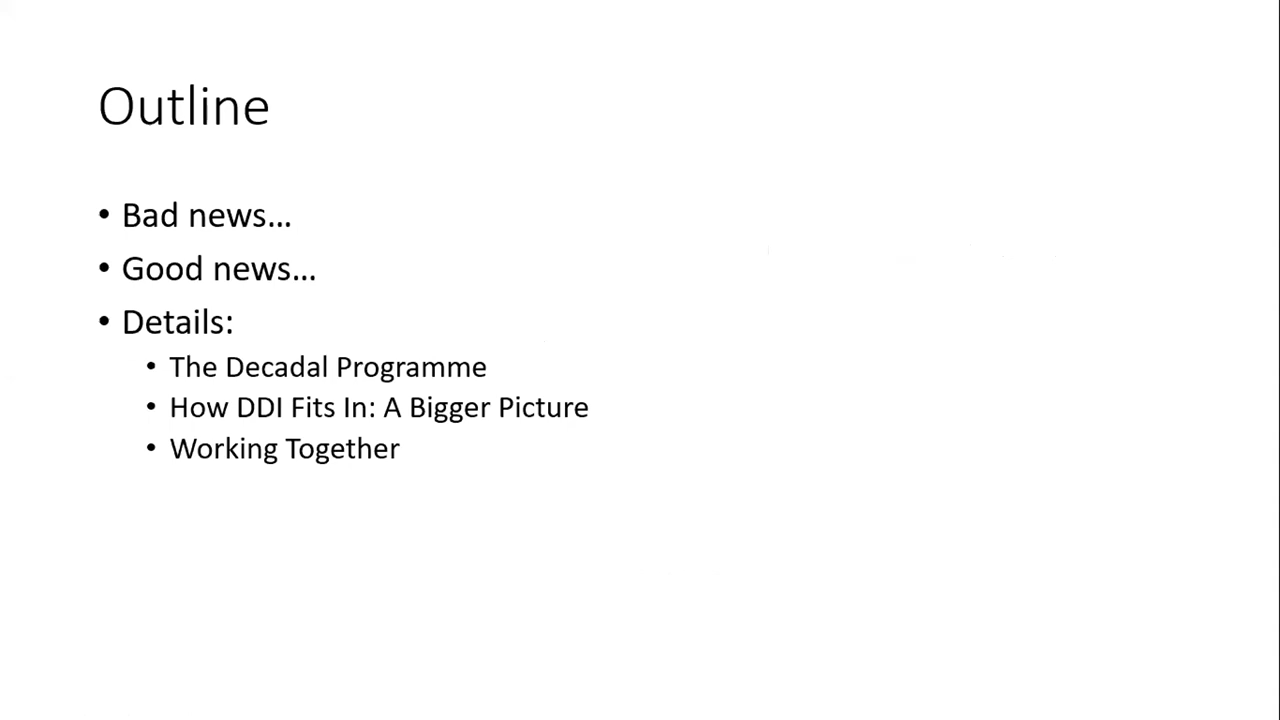 Outline
• Bad news...
• Good news...
• Details:
• The Decadal Programme
• How DDI Fits In: A Bigger Picture
• Working Together